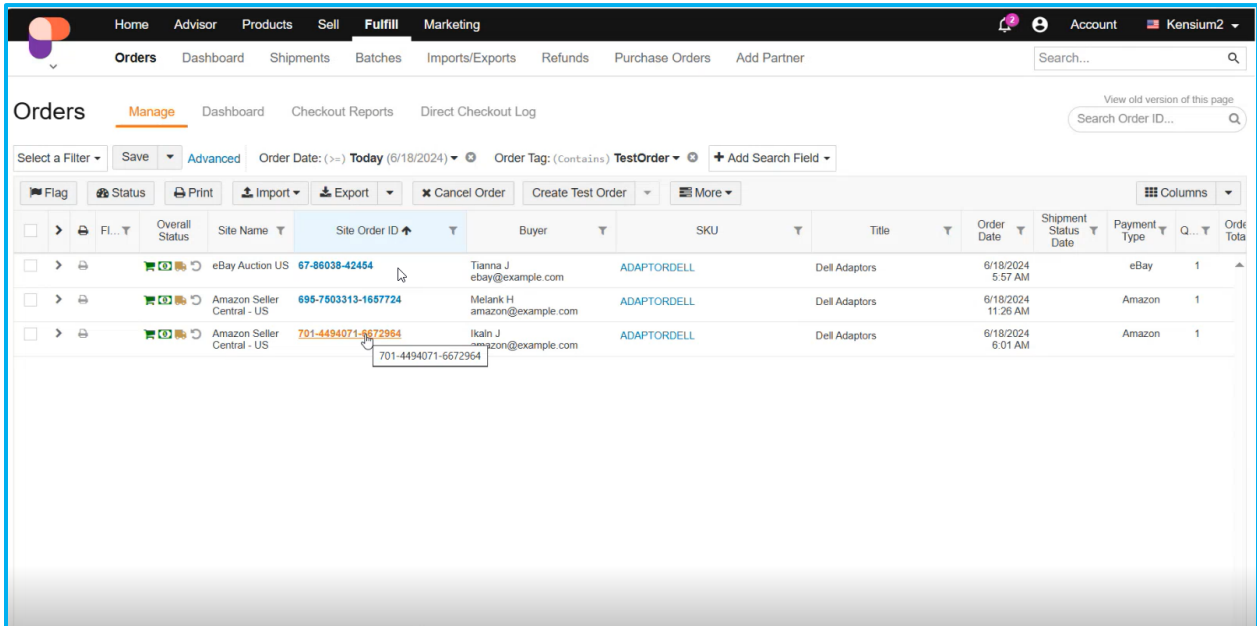 Home Advisor Products Sell Fulfill Marketing 2 Account Kensium2
Orders Dashboard Shipments Batches Imports/Exports Refunds Purchase Orders Add Partner Search...
View old version of this page
Orders Manage Dashboard Checkout Reports Direct Checkout Log Search Order ID...
Select a Filter Save Advanced Order Date: (>=) Today (6/18/2024) Order Tag: (Contains) TestOrder Add Search Field
Flag Status Print Import Export Cancel Order Create Test Order More Columns
Fl... Overall Status Site Name Site Order ID Buyer SKU Title Order Date Shipment Status Date Payment Type Q... Orde Tota
eBay Auction US 67-86038-42454 Tianna J ADAPTORDELL Dell Adaptors 6/18/2024 eBay 1
ebay@example.com 5:57 AM
Amazon Seller 695-7503313-1657724 Melank H ADAPTORDELL Dell Adaptors 6/18/2024 Amazon 1
Central - US amazon@example.com 11:26 AM
Amazon Seller 701-4494071-6672964 Ikaln J ADAPTORDELL Dell Adaptors 6/18/2024 Amazon 1
Central - US amazon@example.com 6:01 AM
701-4494071-6672964